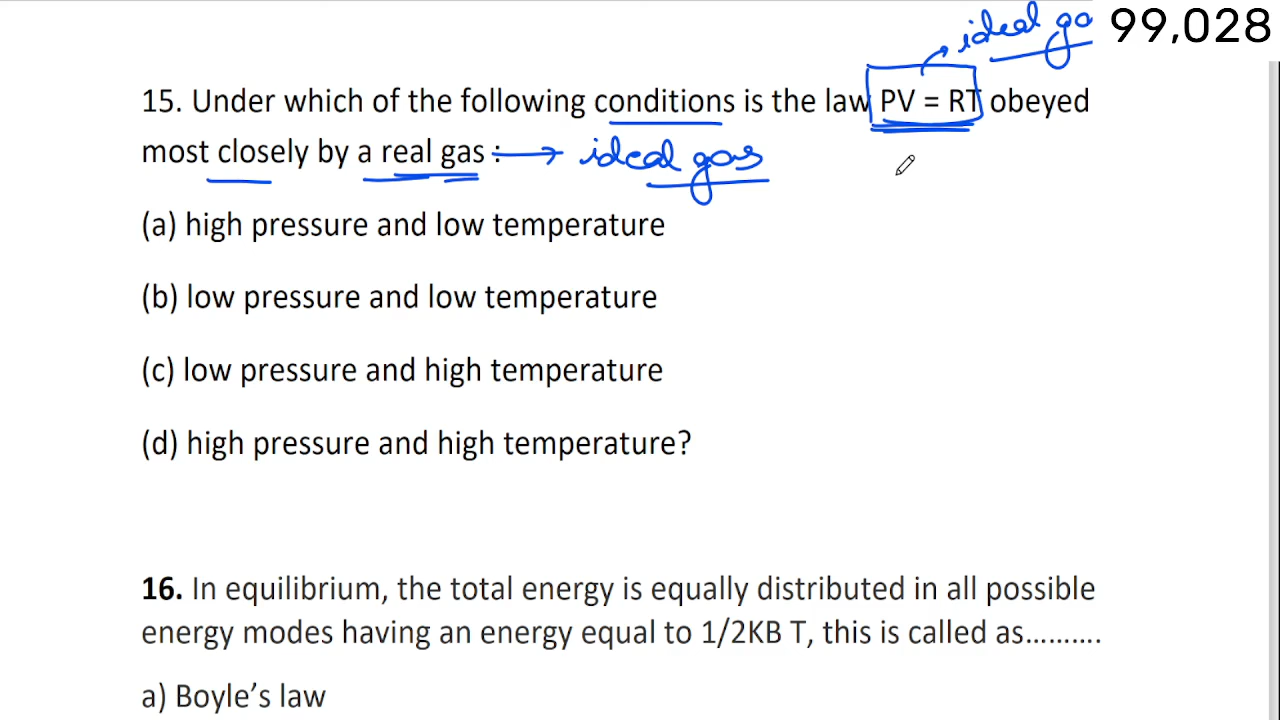 ideal ga 99,028
15. Under which of the following conditions is the law PV = RT obeyed
most closely by a real gas : ideal gas
(a) high pressure and low temperature
(b) low pressure and low temperature
(c) low pressure and high temperature
(d) high pressure and high temperature?
16. In equilibrium, the total energy is equally distributed in all possible
energy modes having an energy equal to 1/2KB T, this is called as..........
a) Boyle’s law